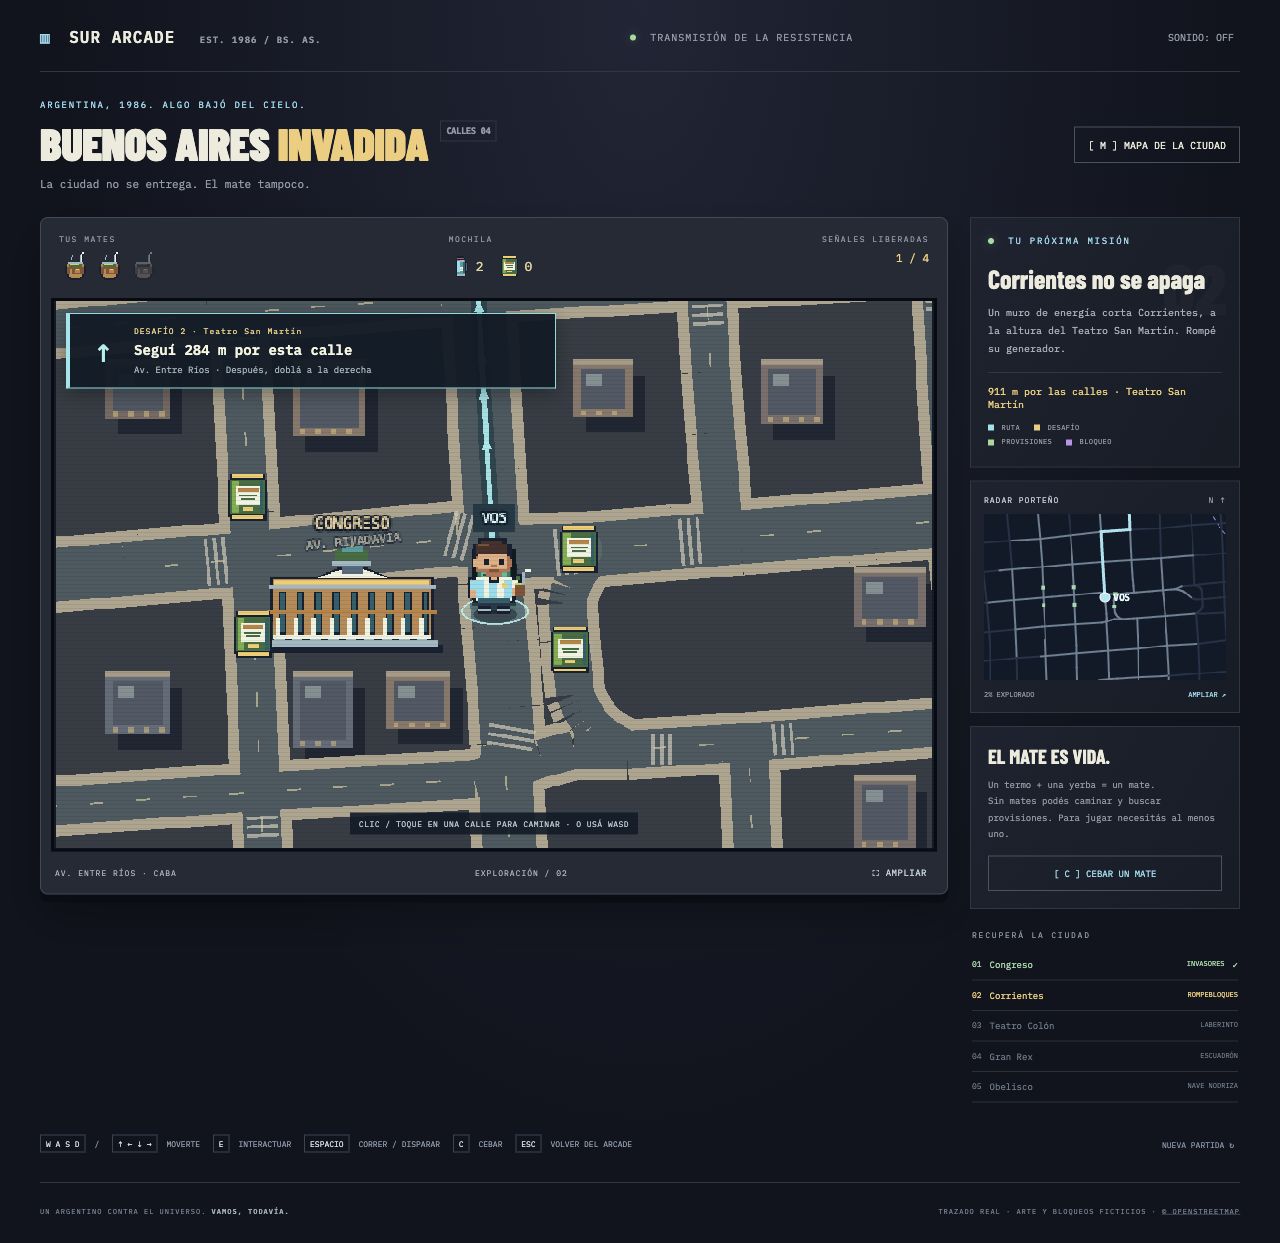 SUR ARCADE EST. 1986 / BS. AS.
TRANSMISIÓN DE LA RESISTENCIA
SONIDO: OFF
ARGENTINA, 1986. ALGO BAJÓ DEL CIELO.
BUENOS AIRES INVADIDA
CALLES 04
[ M ] MAPA DE LA CIUDAD
La ciudad no se entrega. El mate tampoco.
TUS MATES
MOCHILA
2 0
SEÑALES LIBERADAS
1 / 4
DESAFÍO 2 · Teatro San Martín
↑ Seguí 284 m por esta calle
Av. Entre Ríos · Después, doblá a la derecha
CONGRESO
AV. RIVADAVIA
VOS
CLIC / TOQUE EN UNA CALLE PARA CAMINAR · O USÁ WASD
AV. ENTRE RÍOS · CABA
EXPLORACIÓN / 02
AMPLIAR
TU PRÓXIMA MISIÓN
02
Corrientes no se apaga
Un muro de energía corta Corrientes, a
la altura del Teatro San Martín. Rompé
su generador.
911 m por las calles · Teatro San
Martín
RUTA DESAFÍO
PROVISIONES BLOQUEO
RADAR PORTEÑO N ↑
VOS
2% EXPLORADO AMPLIAR ↗
EL MATE ES VIDA.
Un termo + una yerba = un mate.
Sin mates podés caminar y buscar
provisiones. Para jugar necesitás al menos
uno.
[ C ] CEBAR UN MATE
RECUPERÁ LA CIUDAD
01 Congreso INVASORES ✓
02 Corrientes ROMPEBLOQUES
03 Teatro Colón LABERINTO
04 Gran Rex ESCUADRÓN
05 Obelisco NAVE NODRIZA
W A S D / ↑ ← ↓ → MOVERTE E INTERACTUAR ESPACIO CORRER / DISPARAR C CEBAR ESC VOLVER DEL ARCADE
NUEVA PARTIDA ↻
UN ARGENTINO CONTRA EL UNIVERSO. VAMOS, TODAVÍA.
TRAZADO REAL · ARTE Y BLOQUEOS FICTICIOS · © OPENSTREETMAP